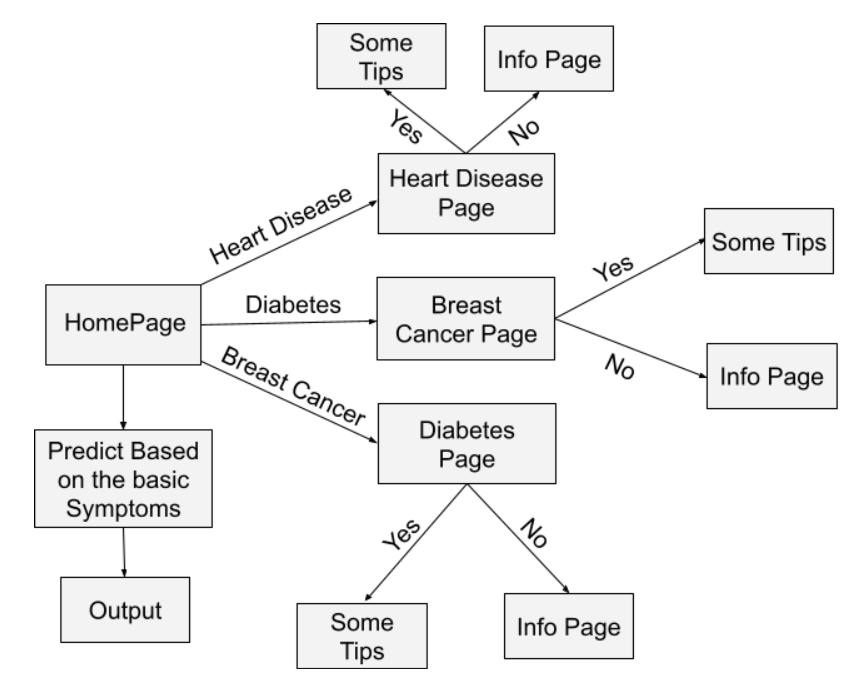 Some
Tips
Info Page
Yes
No
Heart Disease
Page
Heart Disease
Some Tips
Yes
HomePage
Diabetes
Breast
Cancer Page
No
Info Page
Breast Cancer
Diabetes
Page
Predict Based
on the basic
Symptoms
Yes
No
Output
Some
Tips
Info Page